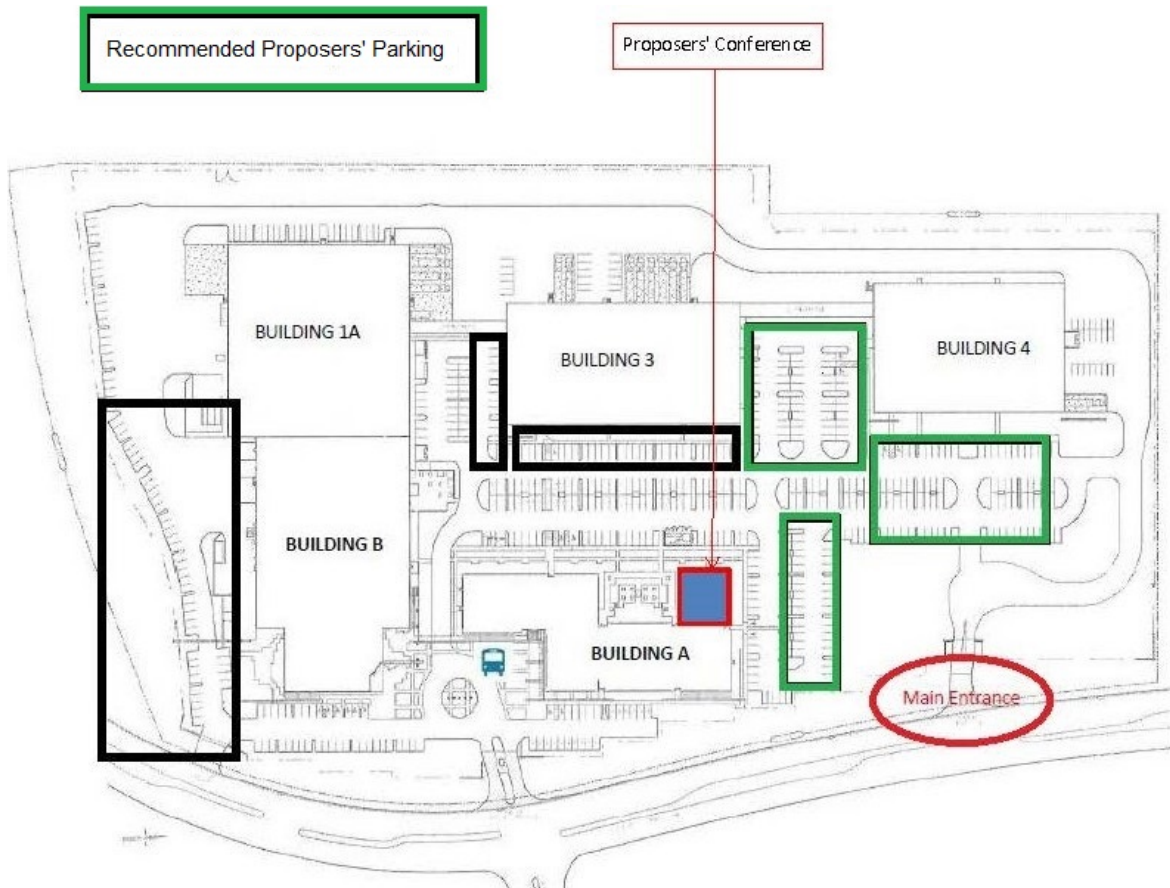 Recommended Proposers' Parking
Proposers' Conference
BUILDING 1A
BUILDING 3
BUILDING 4
BUILDING B
BUILDING A
Main Entrance